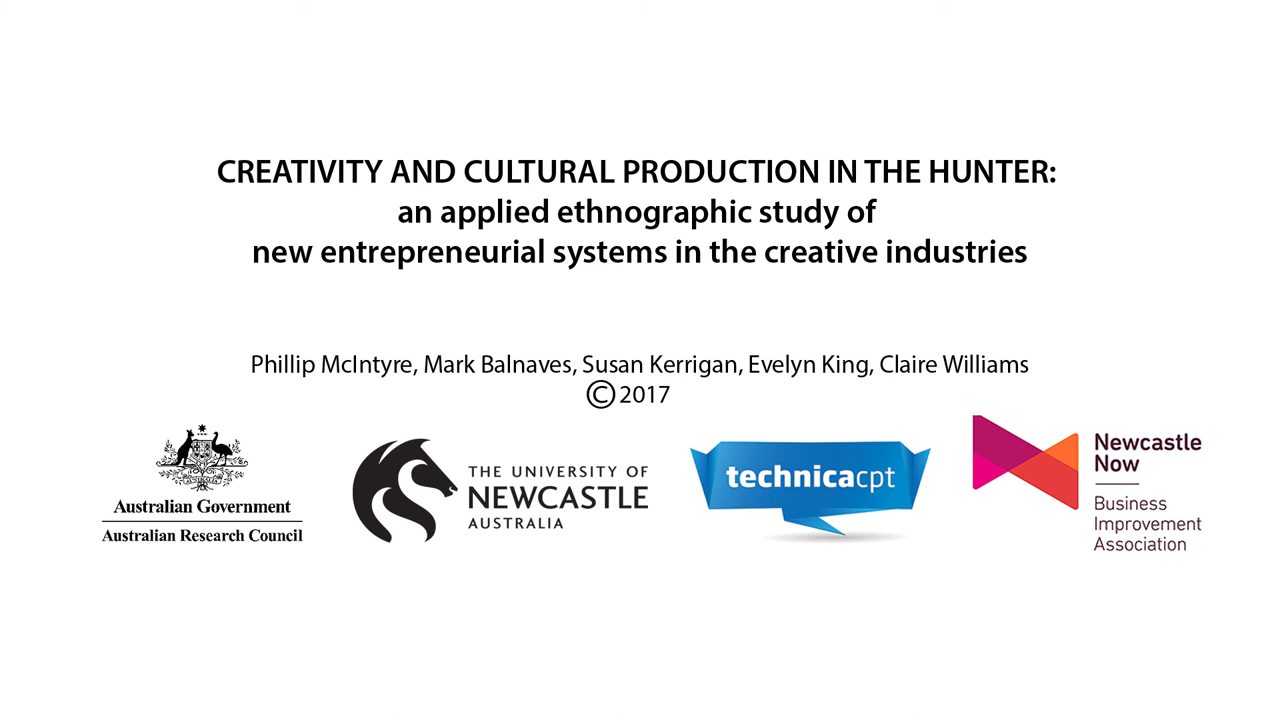 CREATIVITY AND CULTURAL PRODUCTION IN THE HUNTER:
an applied ethnographic study of
new entrepreneurial systems in the creative industries
Phillip McIntyre, Mark Balnaves, Susan Kerrigan, Evelyn King, Claire Williams
© 2017
Australian Government
Australian Research Council
THE UNIVERSITY OF
NEWCASTLE
AUSTRALIA
technicacpt
Newcastle
Now
Business
Improvement
Association